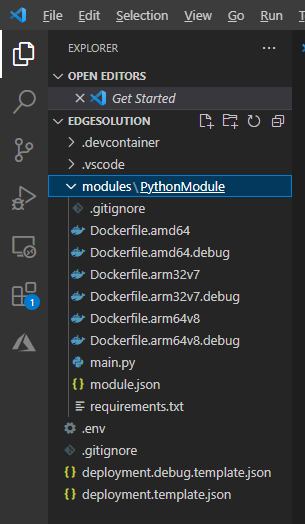 File Edit Selection View Go Run
EXPLORER
OPEN EDITORS
Get Started
EDGESOLUTION
.devcontainer
.vscode
modules\PythonModule
.gitignore
Dockerfile.amd64
Dockerfile.amd64.debug
Dockerfile.arm32v7
Dockerfile.arm32v7.debug
Dockerfile.arm64v8
Dockerfile.arm64v8.debug
main.py
module.json
requirements.txt
.env
.gitignore
deployment.debug.template.json
deployment.template.json
1